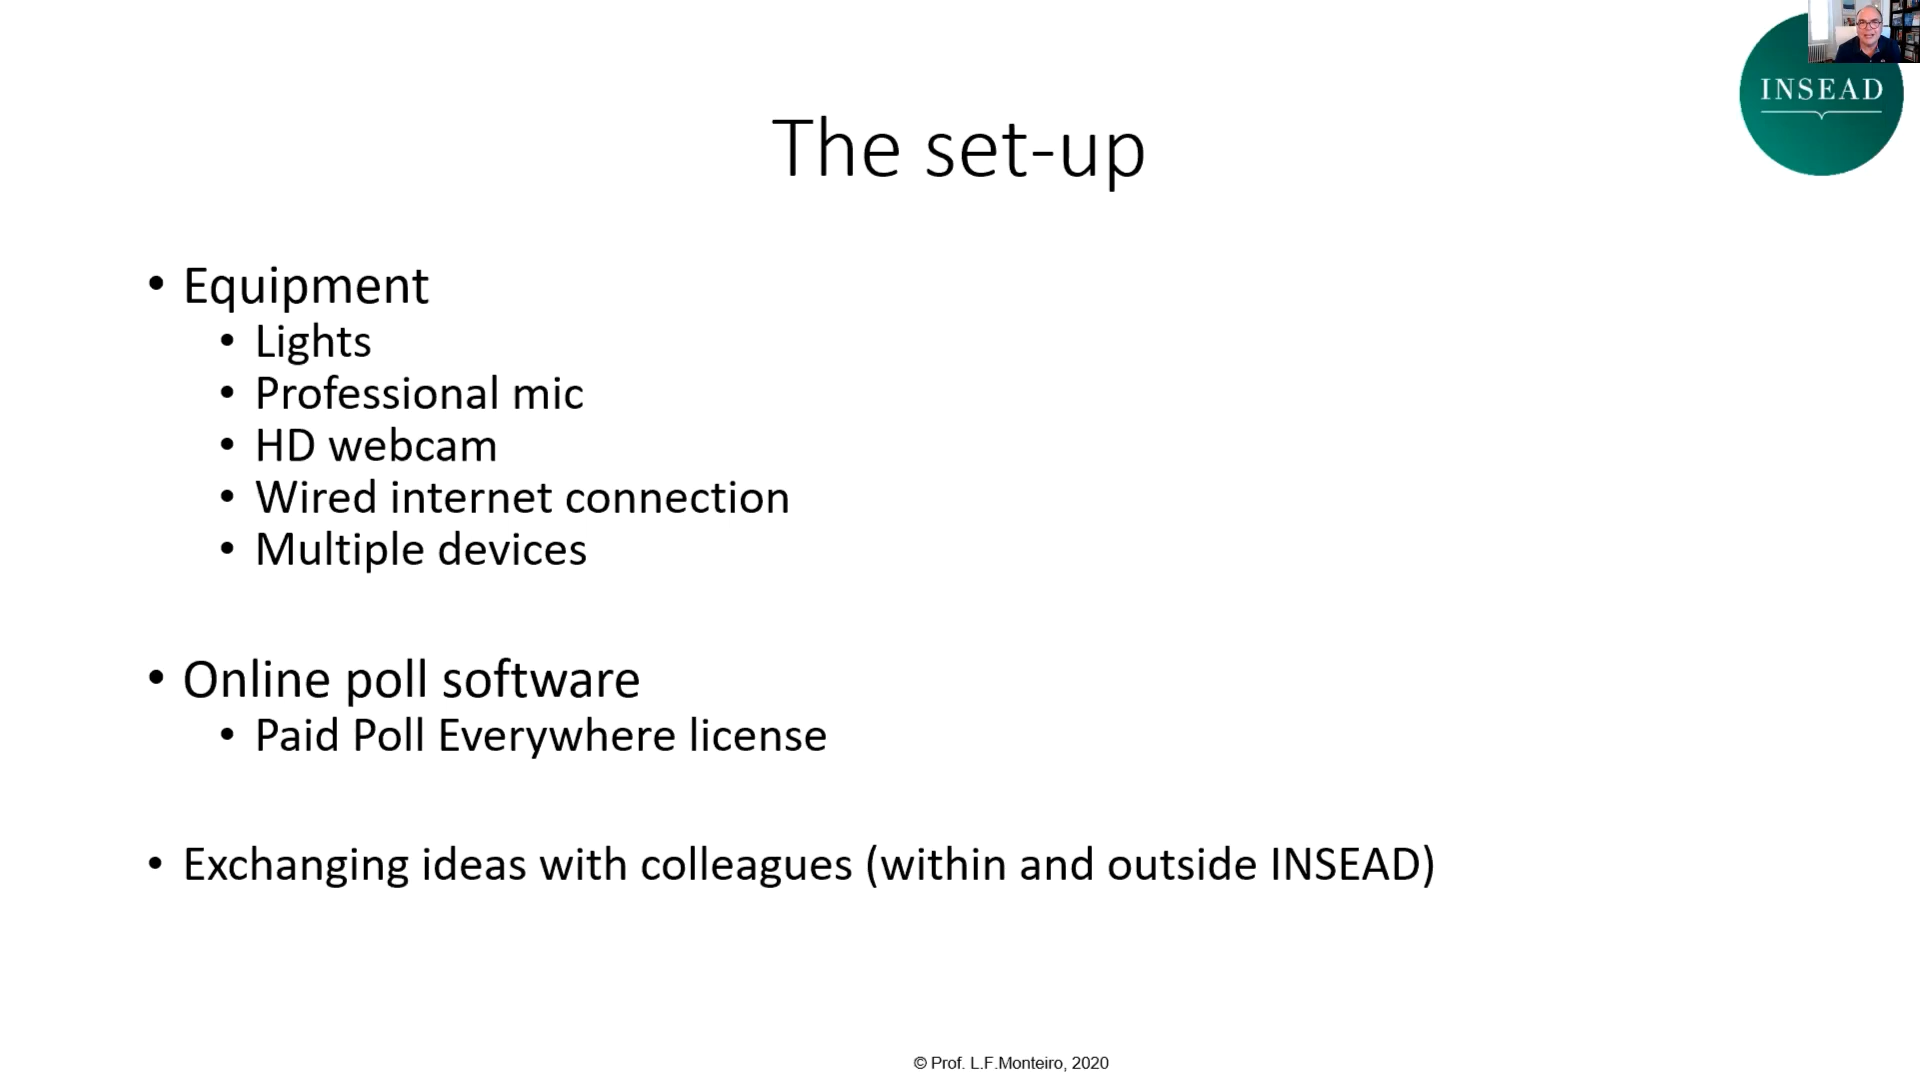 INSEAD
The set-up
• Equipment
• Lights
• Professional mic
• HD webcam
• Wired internet connection
• Multiple devices
• Online poll software
• Paid Poll Everywhere license
• Exchanging ideas with colleagues (within and outside INSEAD)
© Prof. L.F.Monteiro, 2020